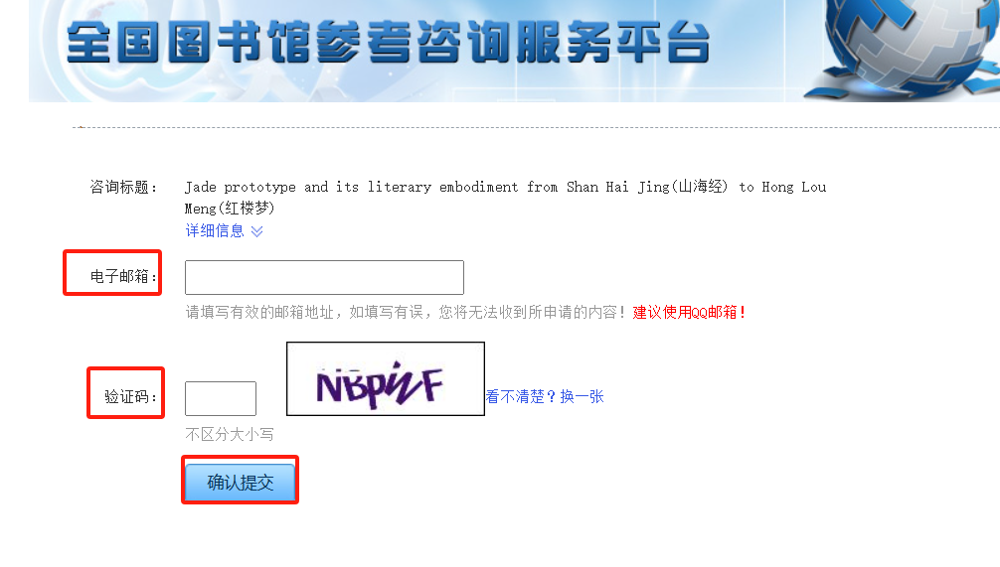 全国图书馆参考咨询服务平台
咨询标题：
Jade prototype and its literary embodiment from Shan Hai Jing(山海经) to Hong Lou
Meng(红楼梦)
详细信息
电子邮箱：
请填写有效的邮箱地址，如填写有误，您将无法收到所申请的内容！建议使用QQ邮箱！
验证码：
看不清楚？换一张
不区分大小写
确认提交